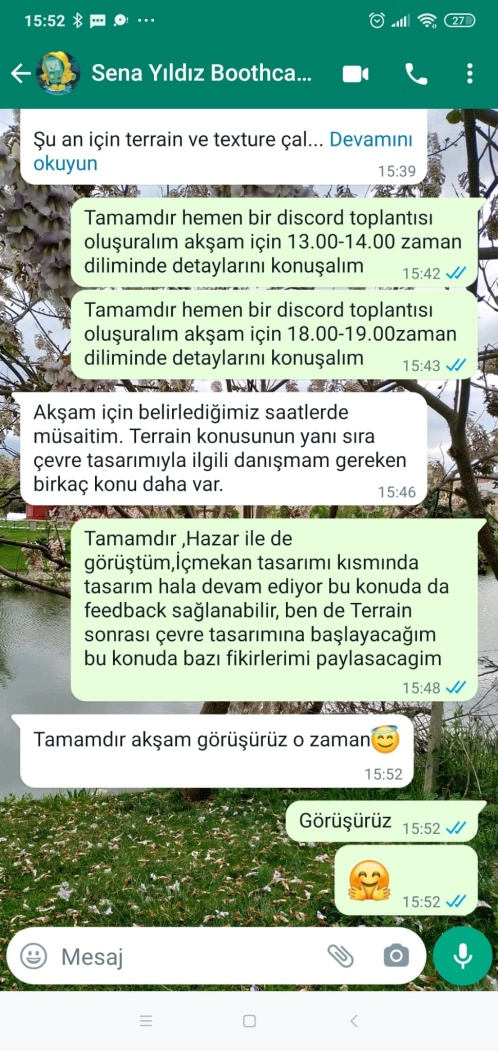 15:52
27
Sena Yıldız Boothca...
Şu an için terrain ve texture çal... Devamını
okuyun
15:39
Tamamdır hemen bir discord toplantısı
oluşuralım akşam için 13.00-14.00 zaman
diliminde detaylarını konuşalım
15:42
Tamamdır hemen bir discord toplantısı
oluşuralım akşam için 18.00-19.00zaman
diliminde detaylarını konuşalım
15:43
Akşam için belirlediğimiz saatlerde
müsaitim. Terrain konusunun yanı sıra
çevre tasarımıyla ilgili danışmam gereken
birkaç konu daha var.
15:46
Tamamdır ,Hazar ile de
görüştüm,İçmekan tasarımı kısmında
tasarım hala devam ediyor bu konuda da
feedback sağlanabilir, ben de Terrain
sonrası çevre tasarımına başlayacağım
bu konuda bazı fikirlerimi paylasacagim
15:48
Tamamdır akşam görüşürüz o zaman😇
15:52
Görüşürüz
15:52
🤗
15:52
Mesaj